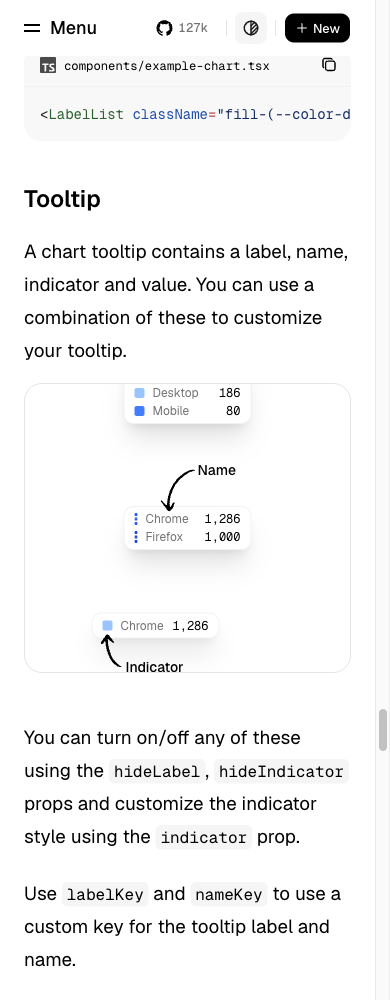 Menu 127k + New
TS components/example-chart.tsx
<LabelList className="fill-(--color-d
Tooltip
A chart tooltip contains a label, name,
indicator and value. You can use a
combination of these to customize
your tooltip.
Desktop 186
Mobile 80
Name
Chrome 1,286
Firefox 1,000
Chrome 1,286
Indicator
You can turn on/off any of these
using the hideLabel, hideIndicator
props and customize the indicator
style using the indicator prop.
Use labelKey and nameKey to use a
custom key for the tooltip label and
name.